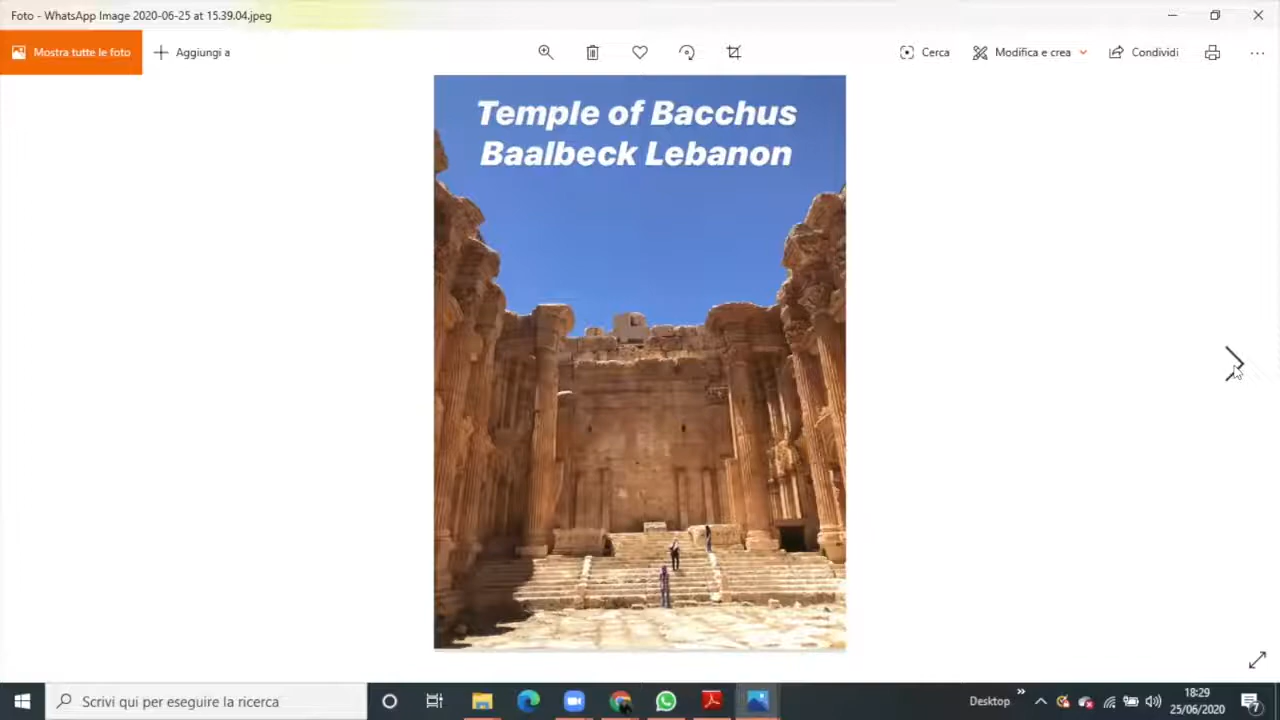 Foto - WhatsApp Image 2020-06-25 at 15.39.04.jpeg
Mostra tutte le foto
Aggiungi a
Cerca
Modifica e crea
Condividi
Temple of Bacchus
Baalbeck Lebanon
Scrivi qui per eseguire la ricerca
Desktop
18:29
25/06/2020
7